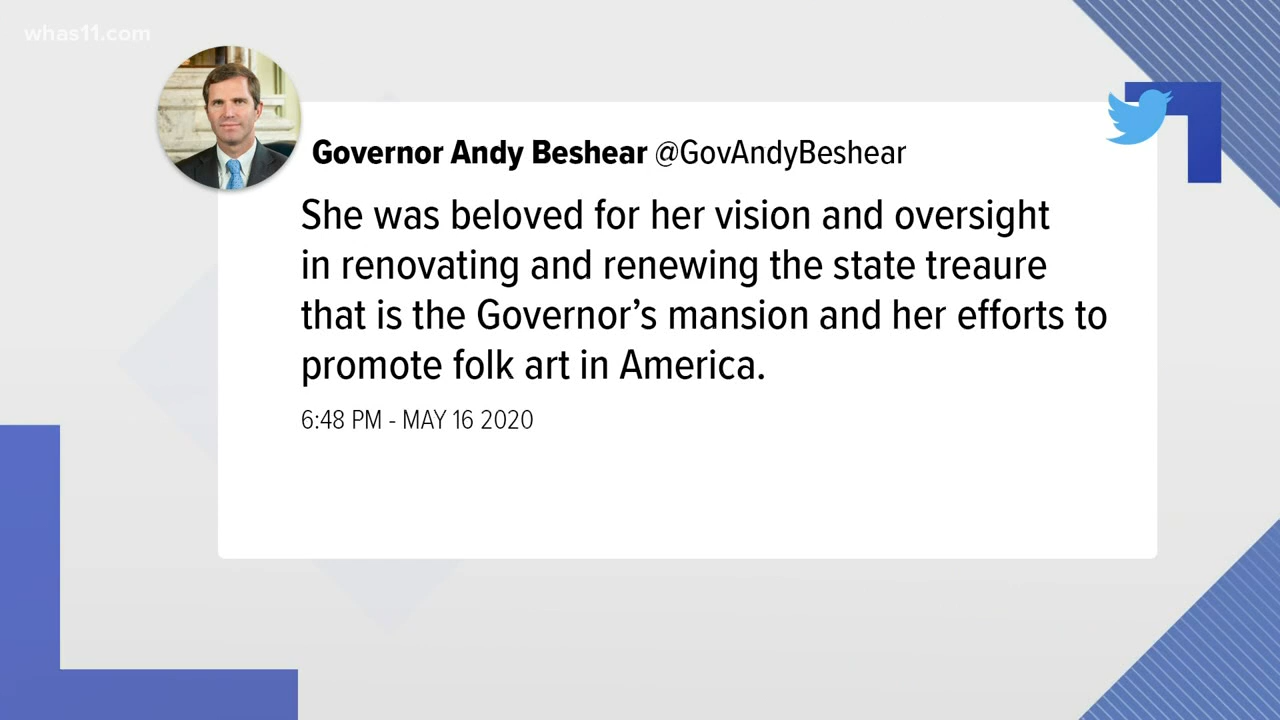 whas11.com
Governor Andy Beshear @GovAndyBeshear
She was beloved for her vision and oversight
in renovating and renewing the state treaure
that is the Governor’s mansion and her efforts to
promote folk art in America.
6:48 PM - MAY 16 2020